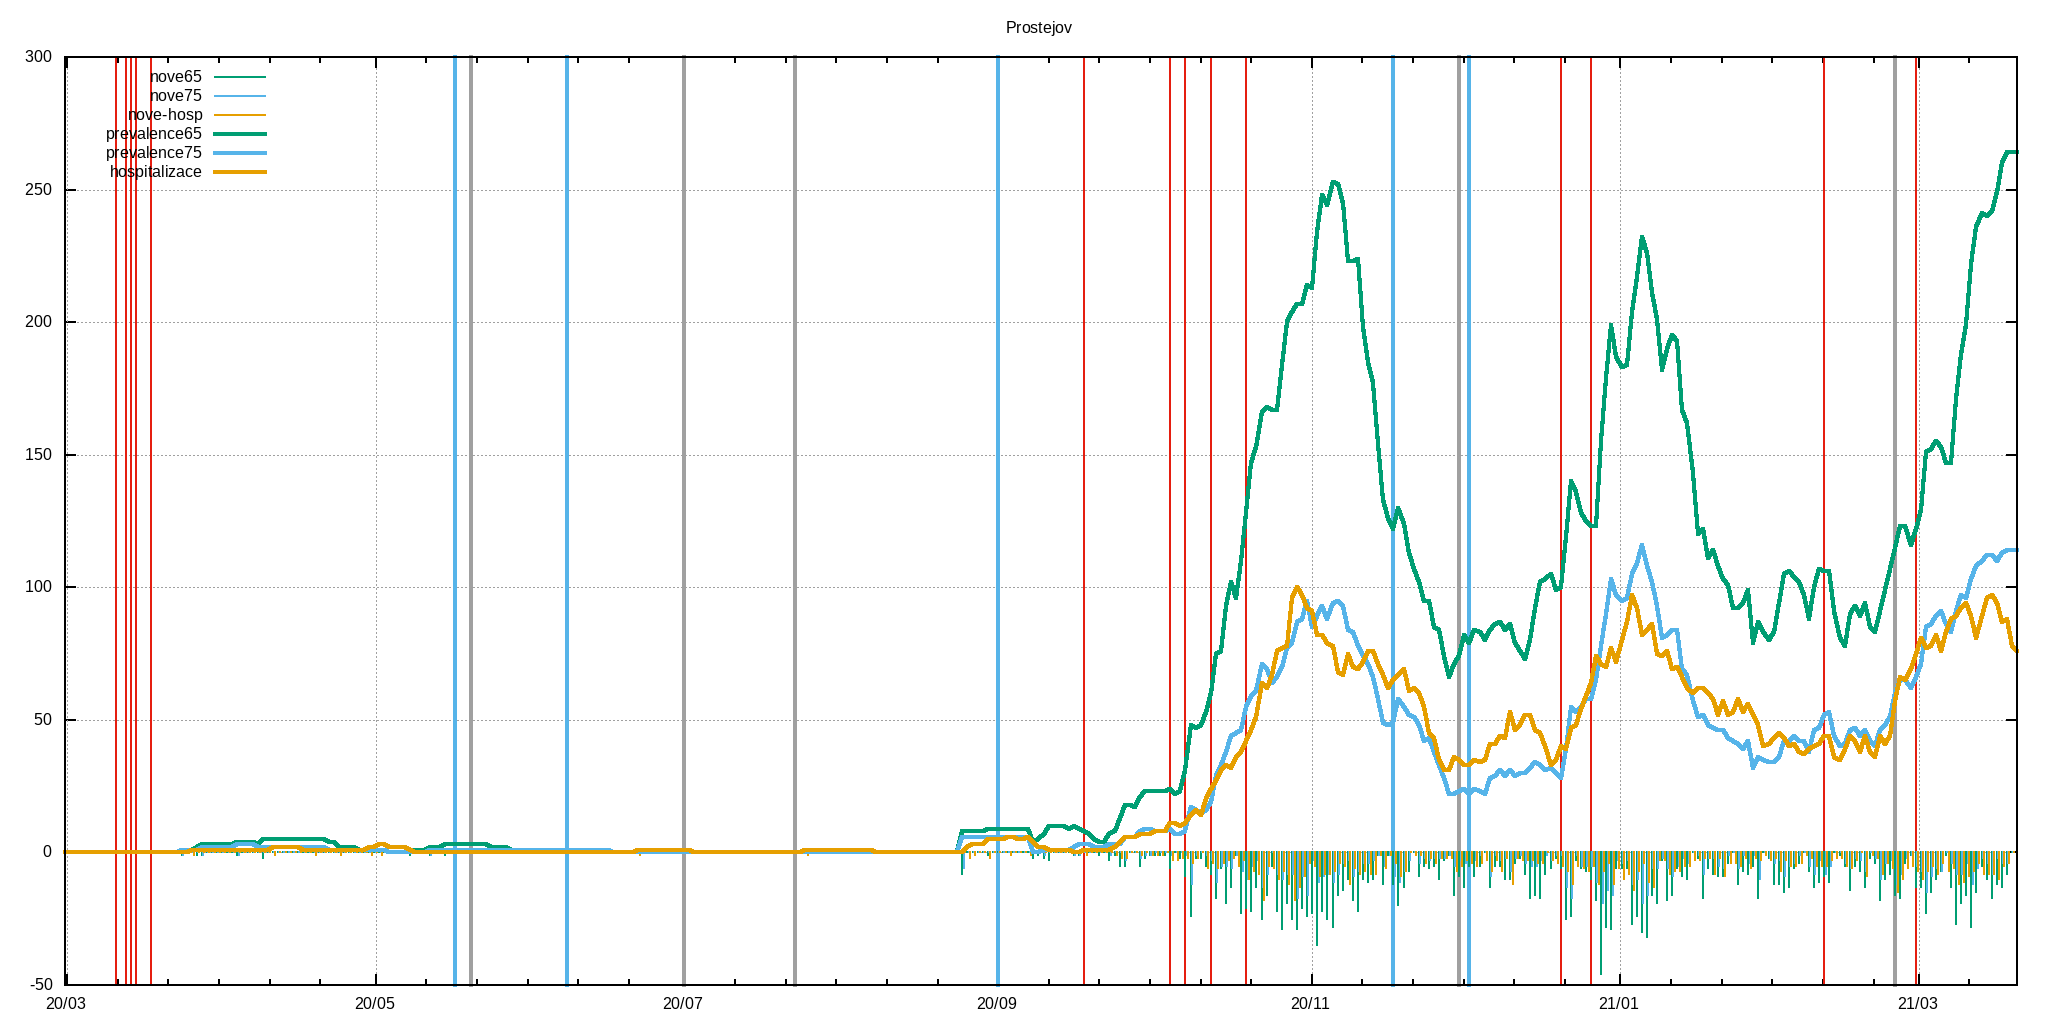 Prostejov
300
250
200
150
100
50
0
-50
nove65
nove75
nove-hosp
prevalence65
prevalence75
hospitalizace
20/03 20/05 20/07 20/09 20/11 21/01 21/03